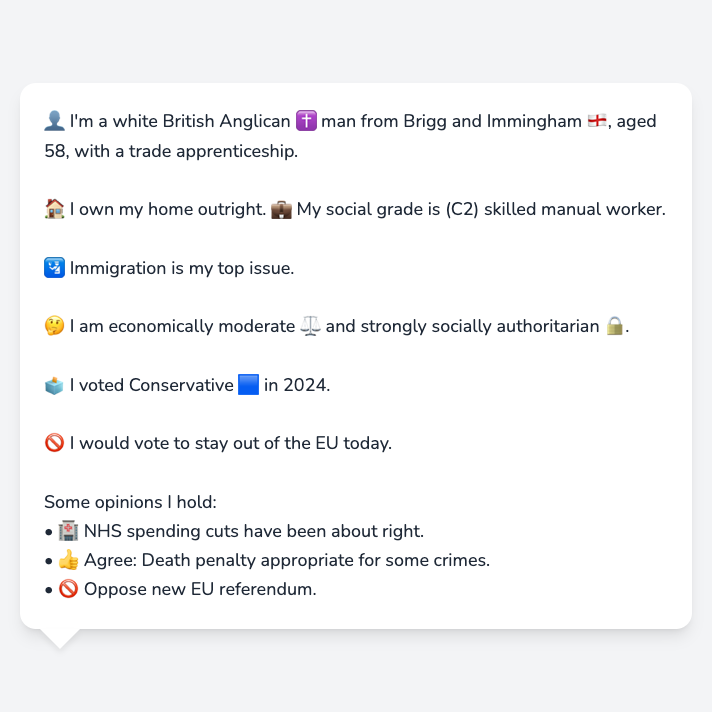 👤 I'm a white British Anglican ✝️ man from Brigg and Immingham 🏴󠁧󠁢󠁥󠁮󠁧󠁿, aged
58, with a trade apprenticeship.
🏠 I own my home outright. 💼 My social grade is (C2) skilled manual worker.
🛂 Immigration is my top issue.
🤔 I am economically moderate ⚖️ and strongly socially authoritarian 🔒.
🗳️ I voted Conservative 🟦 in 2024.
🚫 I would vote to stay out of the EU today.
Some opinions I hold:
• 🏥 NHS spending cuts have been about right.
• 👍 Agree: Death penalty appropriate for some crimes.
• 🚫 Oppose new EU referendum.